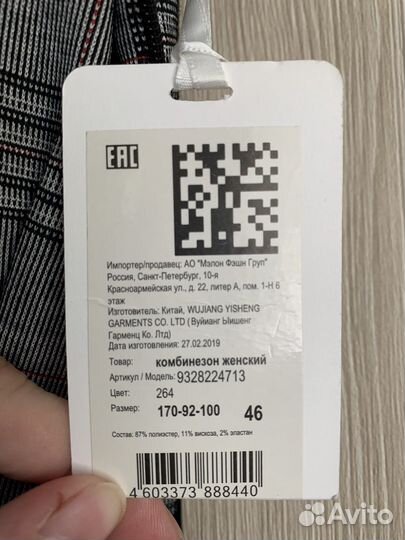 EAC
Импортер/продавец: АО "Мэлон Фэшн Груп"
Россия, Санкт-Петербург, 10-я
Красноармейская ул., д. 22, литер А, пом. 1-Н 6
этаж
Изготовитель: Китай, WUJIANG YISHENG
GARMENTS CO. LTD ( Вуйианг Ыишенг
Гарменц Ко. Лтд)
Дата изготовления: 27.02.2019
Товар: комбинезон женский
Артикул / Модель: 9328224713
Цвет: 264
Размер: 170-92-100 46
Состав: 87% полиэстер, 11% вискоза, 2% эластан
4 603373 888440
Avito